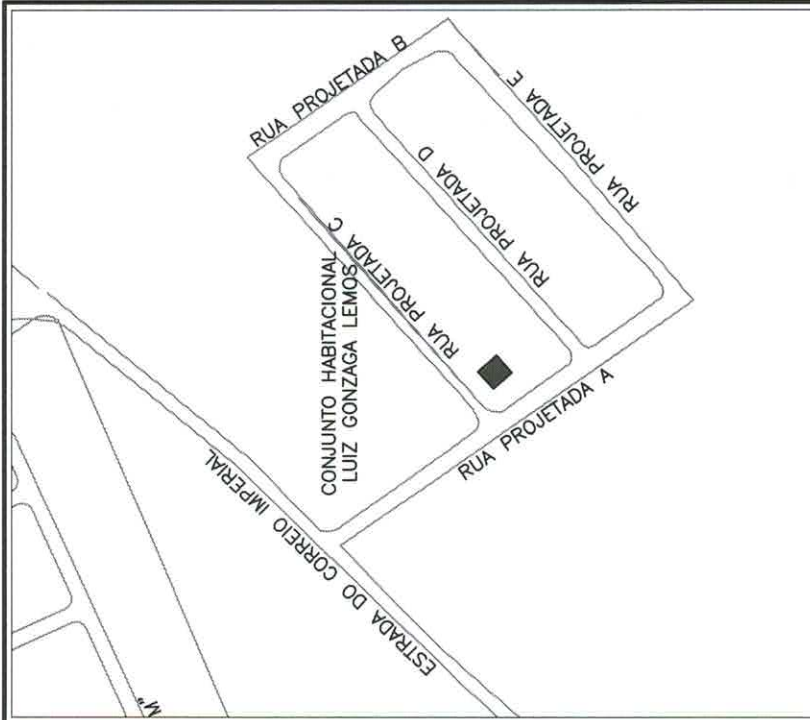 RUA PROJETADA B
RUA PROJETADA E
RUA PROJETADA D
RUA PROJETADA C
CONJUNTO HABITACIONAL
LUIZ GONZAGA LEMOS
RUA PROJETADA A
ESTRADA DO CORREIO IMPERIAL
Mª